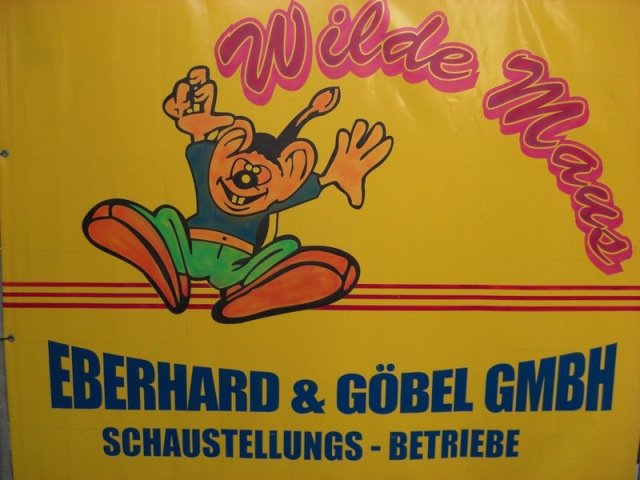 Wilde Maus
EBERHARD & GÖBEL GMBH
SCHAUSTELLUNGS - BETRIEBE